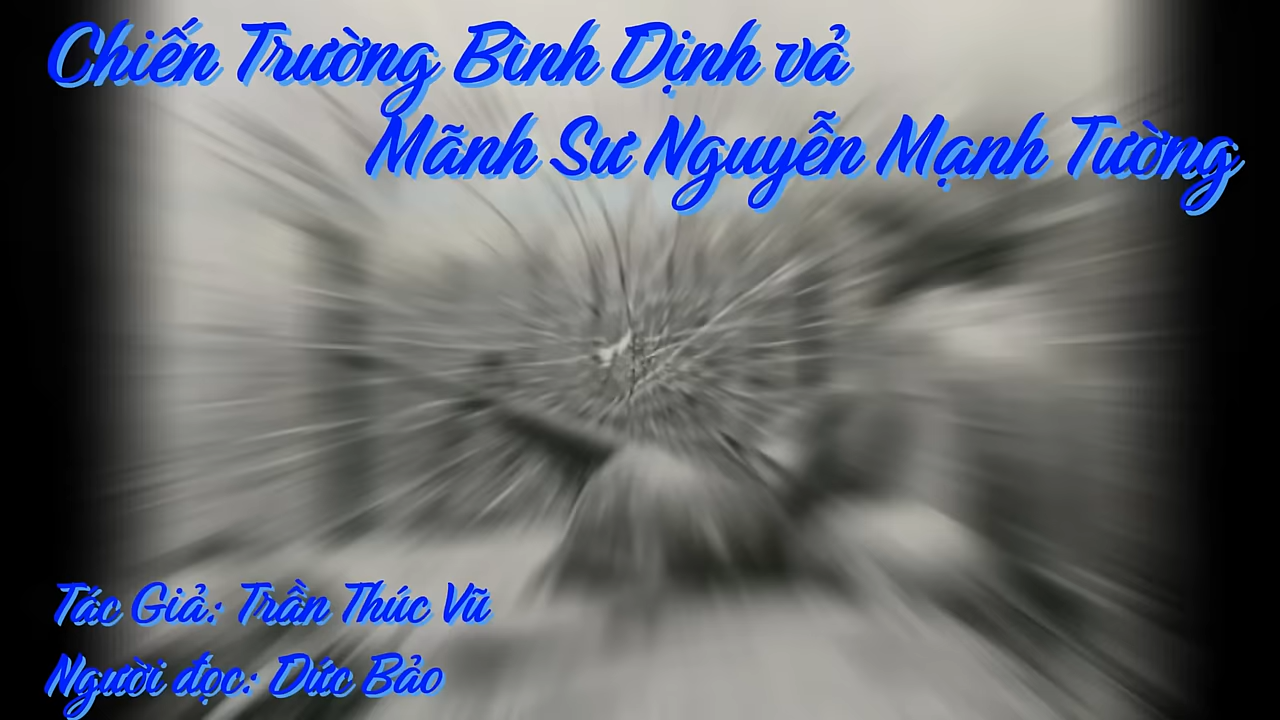 Chiến Trường Bình Định vả
Mãnh Sư Nguyễn Mạnh Tường
Tác Giả: Trần Thúc Vũ
Người đọc: Đức Bảo